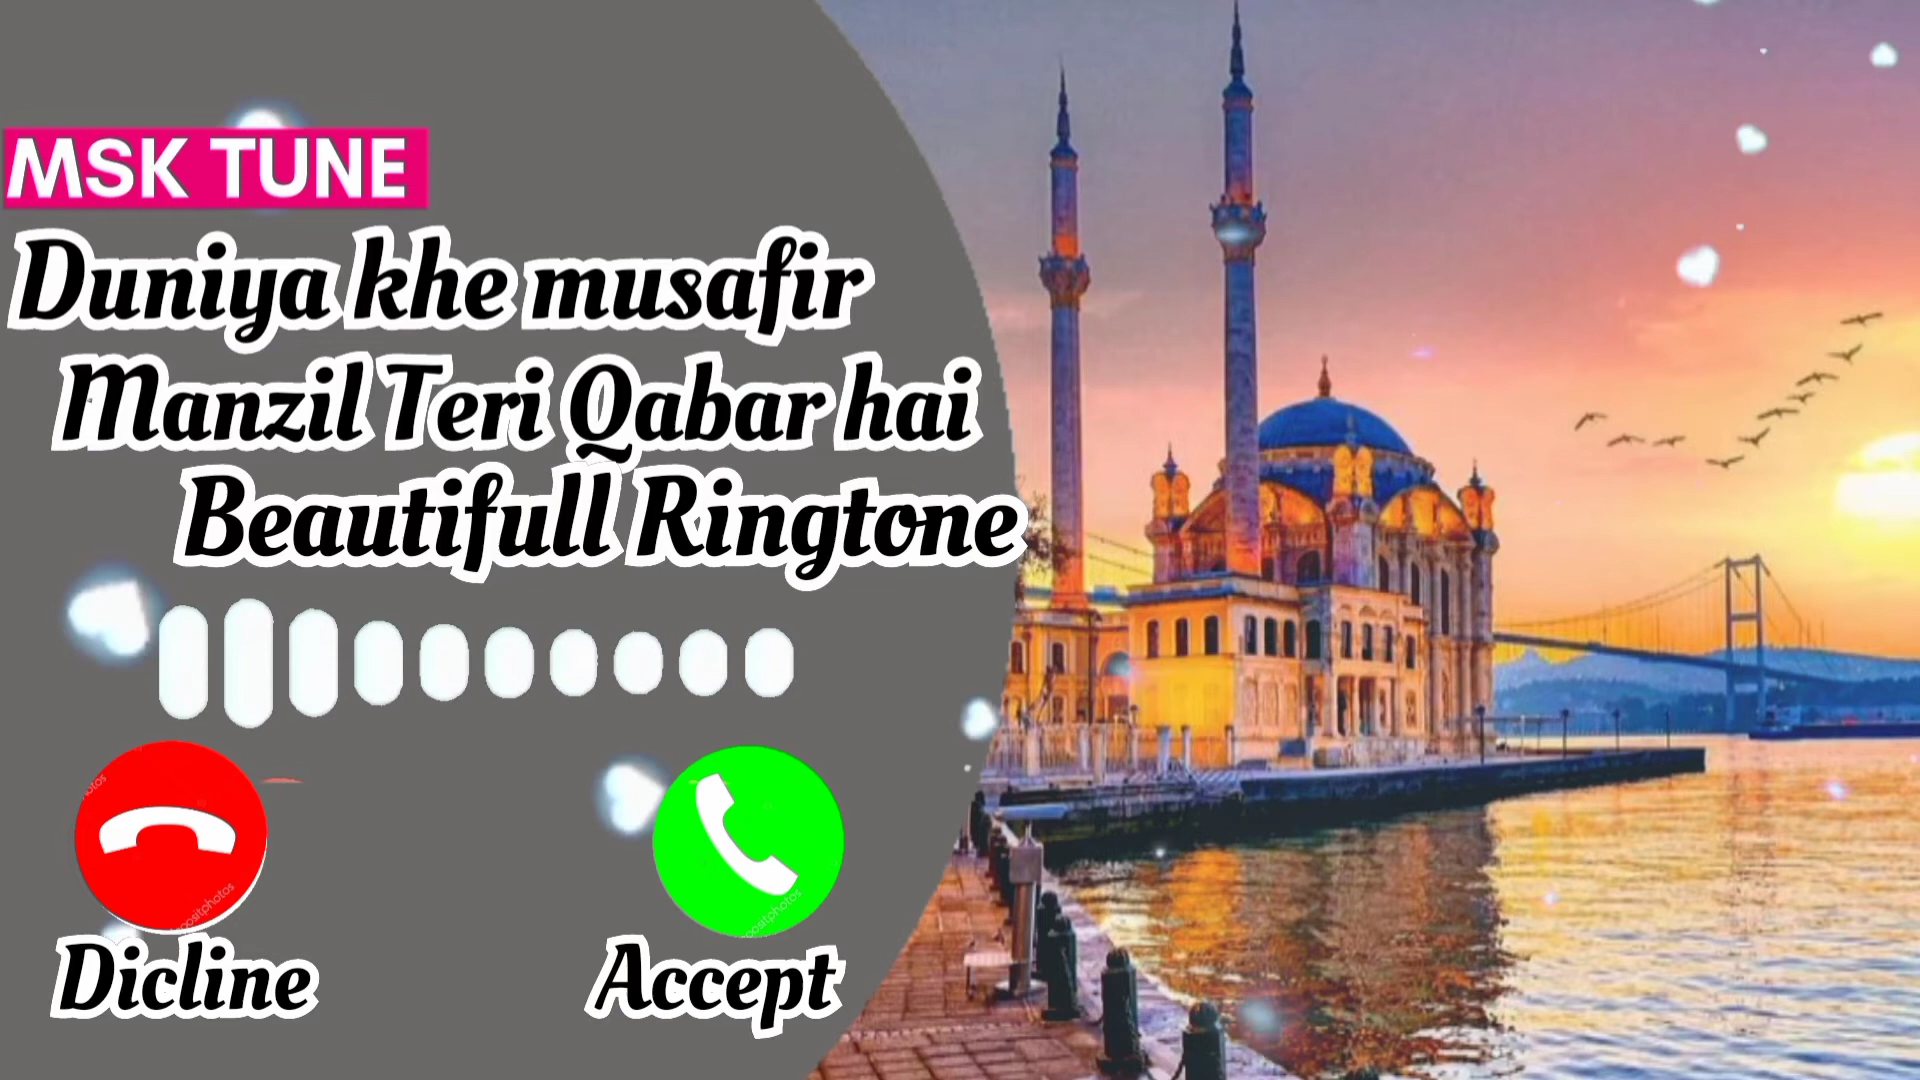 MSK TUNE
Duniya khe musafir
Manzil Teri Qabar hai
Beautifull Ringtone
Dicline
Accept